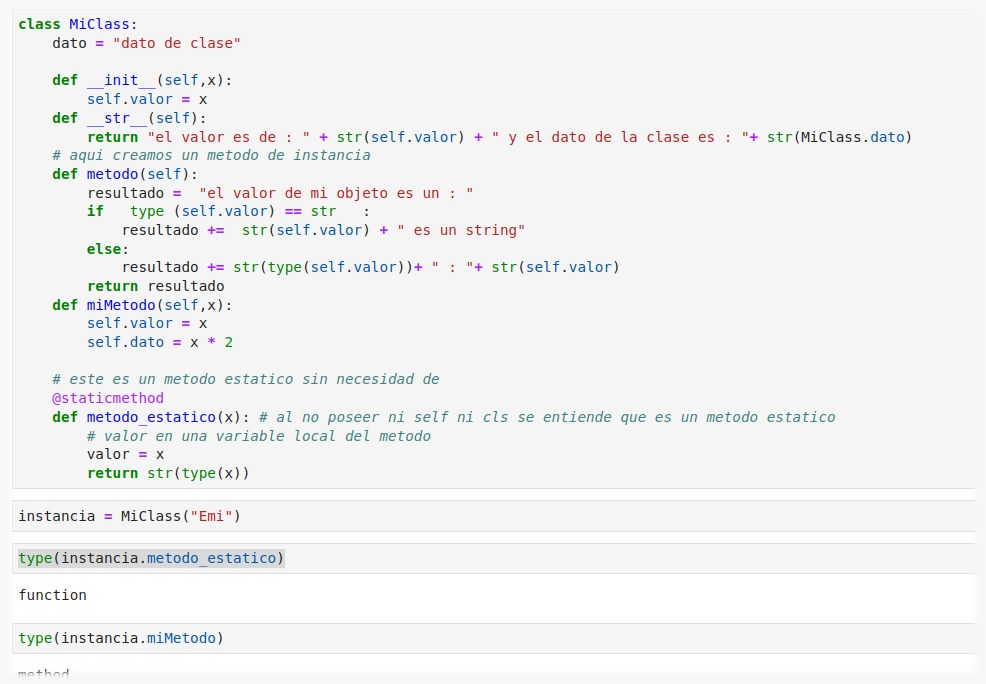 class MiClass:
    dato = "dato de clase"

    def __init__(self,x):
        self.valor = x
    def __str__(self):
        return "el valor es de : " + str(self.valor) + " y el dato de la clase es : "+ str(MiClass.dato)
    # aqui creamos un metodo de instancia
    def metodo(self):
        resultado =  "el valor de mi objeto es un : "
        if   type (self.valor) == str   :
            resultado +=  str(self.valor) + " es un string"
        else:
            resultado += str(type(self.valor))+ " : "+ str(self.valor)
        return resultado
    def miMetodo(self,x):
        self.valor = x
        self.dato = x * 2

    # este es un metodo estatico sin necesidad de
    @staticmethod
    def metodo_estatico(x): # al no poseer ni self ni cls se entiende que es un metodo estatico
        # valor en una variable local del metodo
        valor = x
        return str(type(x))
instancia = MiClass("Emi")
type(instancia.metodo_estatico)
function
type(instancia.miMetodo)
method